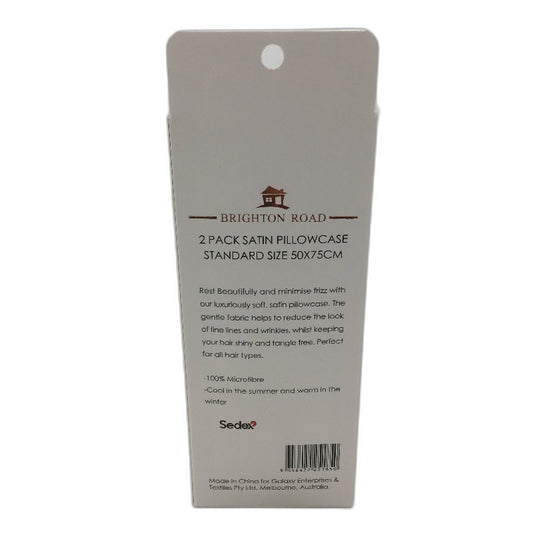 BRIGHTON ROAD
2 PACK SATIN PILLOWCASE
STANDARD SIZE 50X75CM
Rest Beautifully and minimise frizz with
our luxuriously soft, satin pillowcase. The
gentle fabric helps to reduce the look
of fine lines and wrinkles, whilst keeping
your hair shiny and tangle free. Perfect
for all hair types.
-100% Microfibre
-Cool in the summer and warm in the
winter
Sedex
Made in China for Galaxy Enterprises &
Textiles Pty Ltd, Melbourne, Australia.